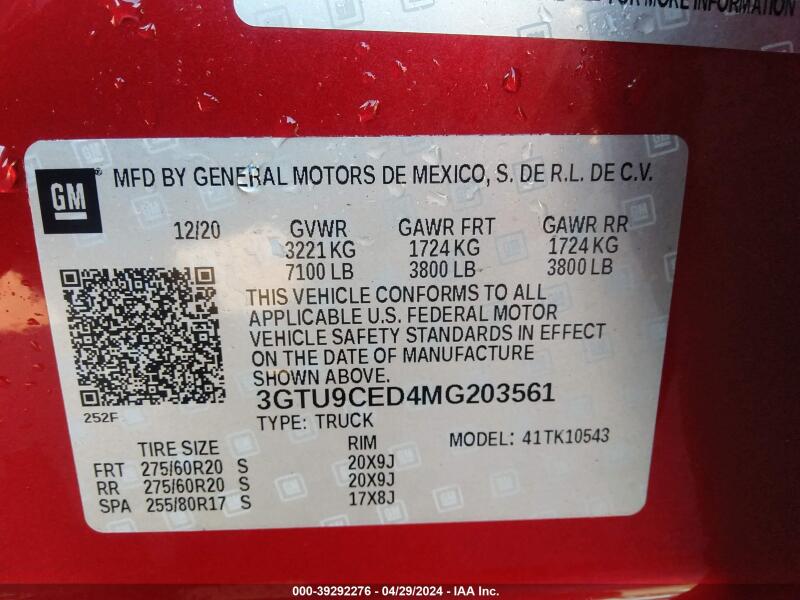 FOR MORE INFORMATION
GM
MFD BY GENERAL MOTORS DE MEXICO, S. DE R.L. DE C.V.
12/20 GVWR GAWR FRT GAWR RR
3221 KG 1724 KG 1724 KG
7100 LB 3800 LB 3800 LB
THIS VEHICLE CONFORMS TO ALL
APPLICABLE U.S. FEDERAL MOTOR
VEHICLE SAFETY STANDARDS IN EFFECT
ON THE DATE OF MANUFACTURE
SHOWN ABOVE.
3GTU9CED4MG203561
252F
TYPE: TRUCK
TIRE SIZE RIM MODEL: 41TK10543
FRT 275/60R20 S 20X9J
RR 275/60R20 S 20X9J
SPA 255/80R17 S 17X8J
000-39292276 - 04/29/2024 - IAA Inc.